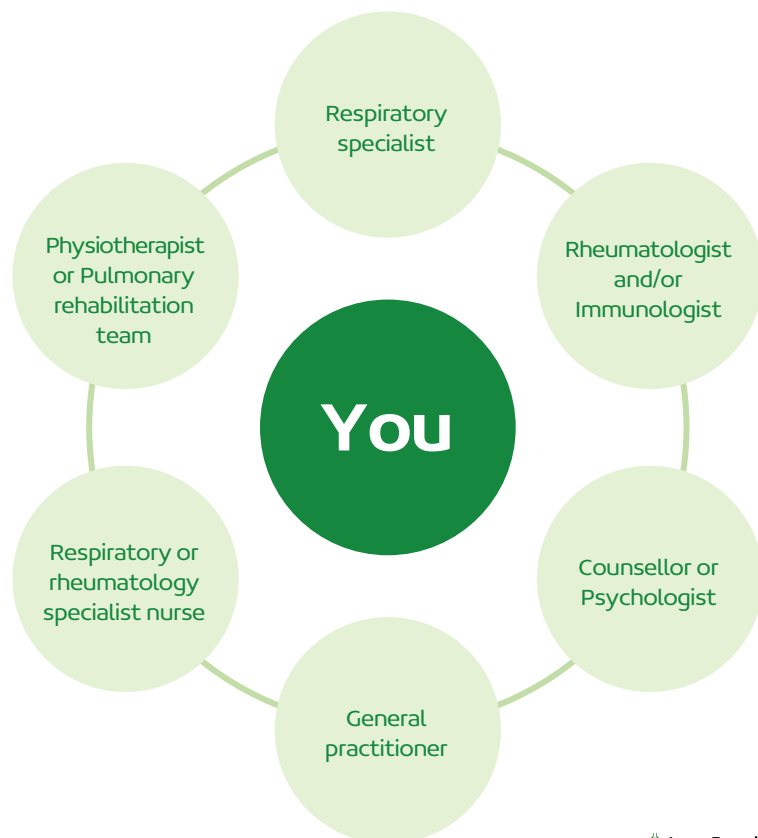 Respiratory
specialist
Rheumatologist
and/or
Immunologist
Counsellor or
Psychologist
General
practitioner
Respiratory or
rheumatology
specialist nurse
Physiotherapist
or Pulmonary
rehabilitation
team
You